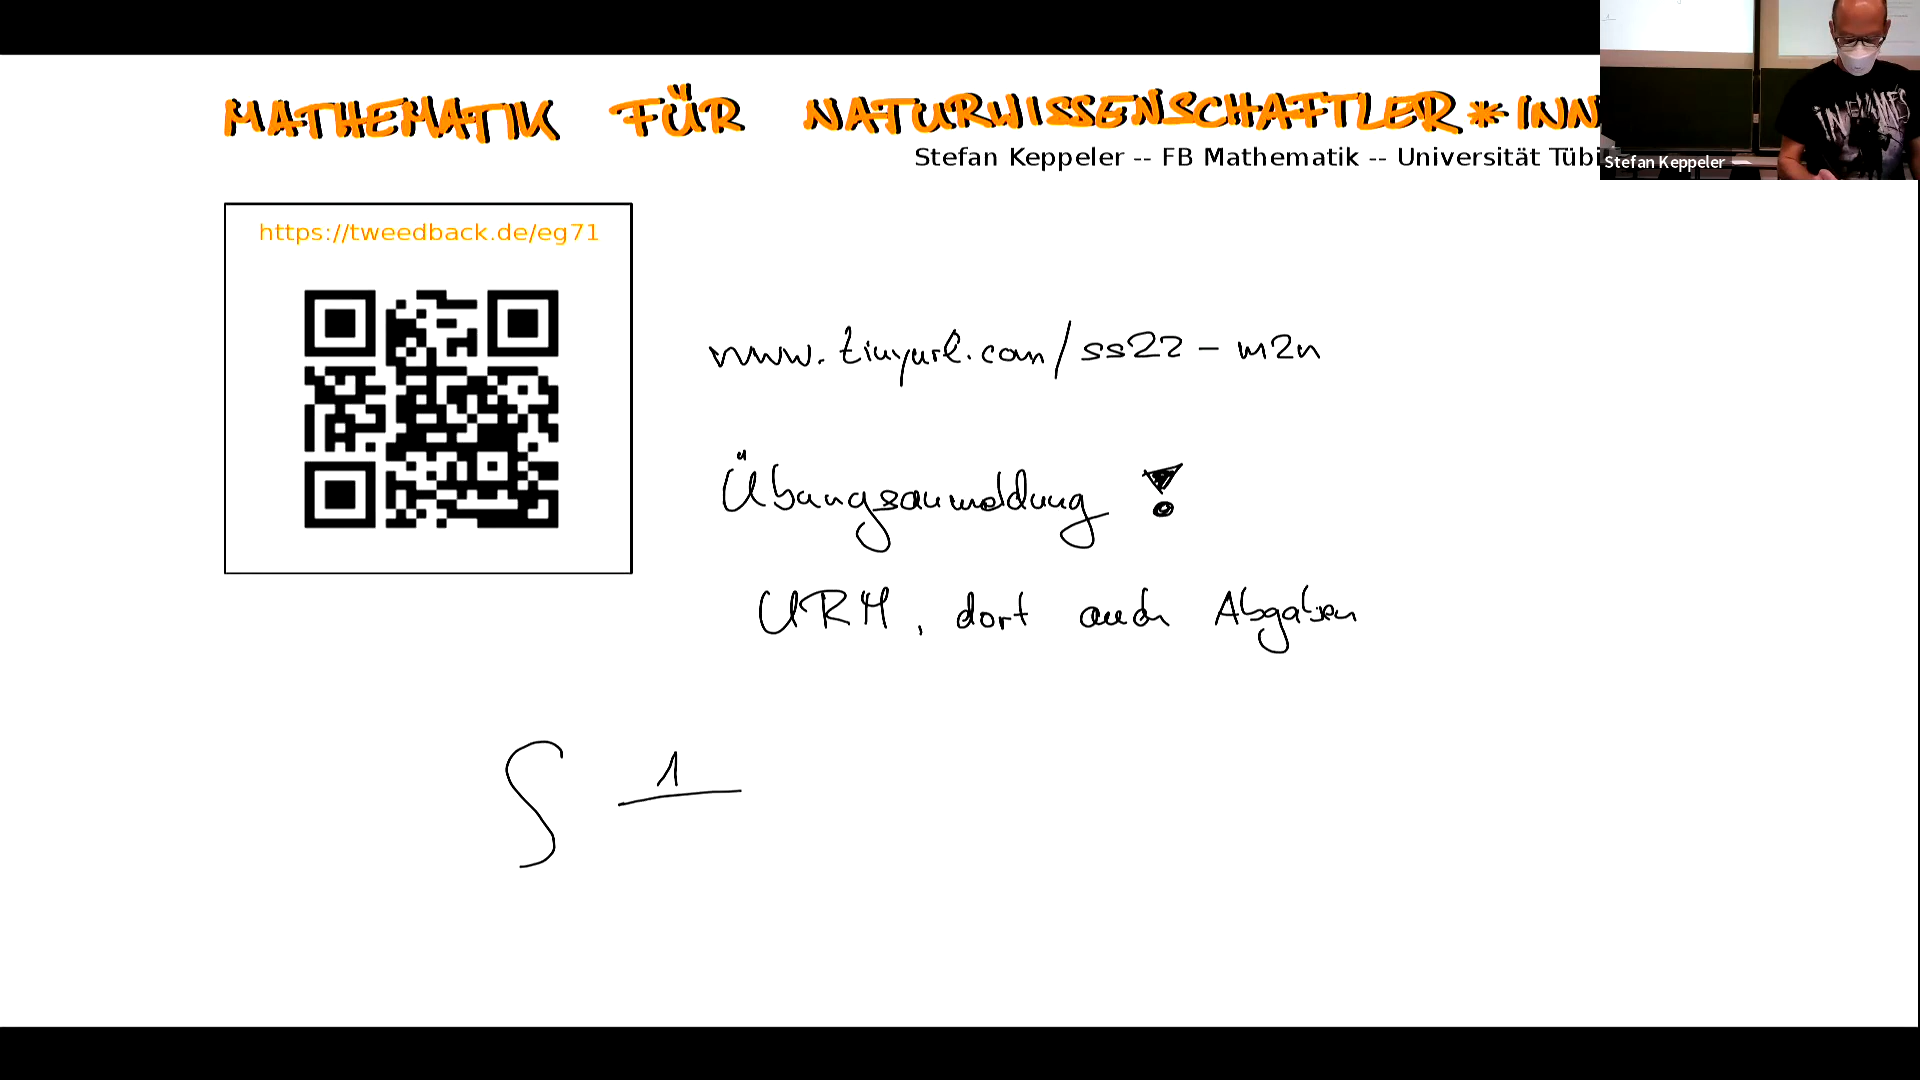 MATHEMATIK FÜR NATURWISSENSCHAFTLER*INN
Stefan Keppeler -- FB Mathematik -- Universität Tübi
Stefan Keppeler
INFAMES
https://tweedback.de/eg71
www.tinyurl.com/ss22-m2n
Übungsanmeldung !
URM, dort auch Abgaben
∫ 1